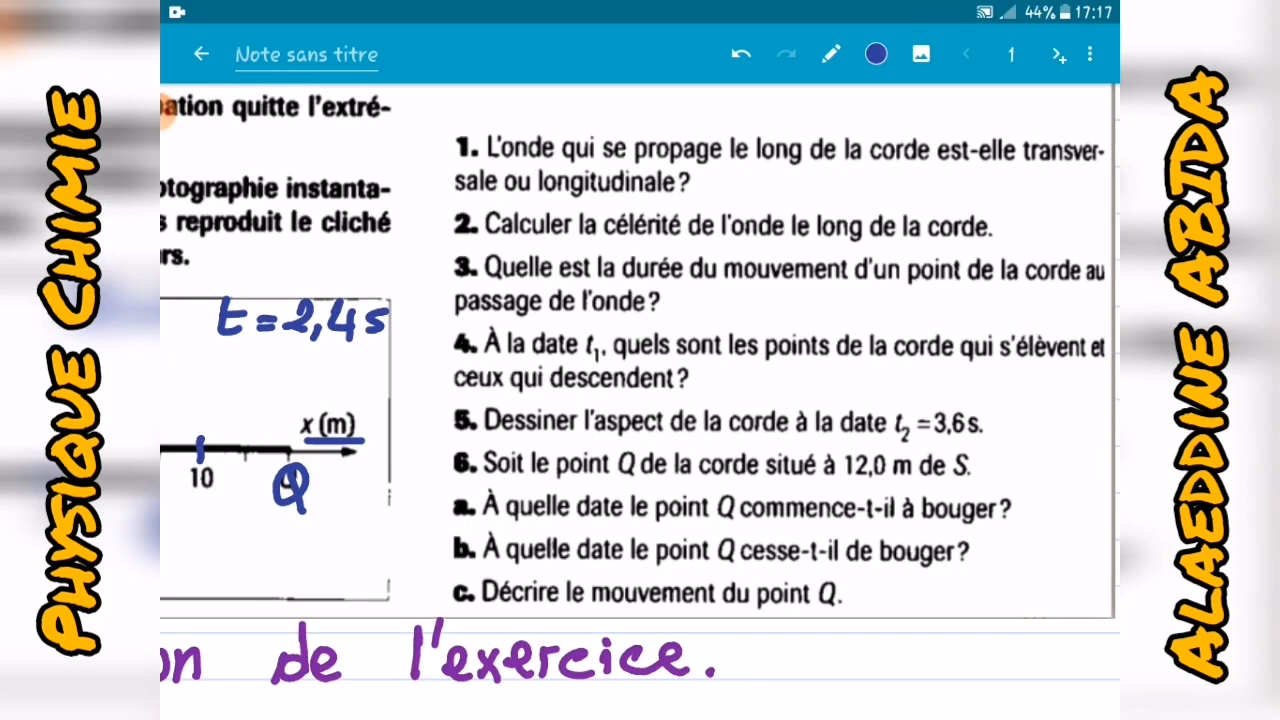 44% 17:17
Note sans titre
1
ation quitte l'extré-
otographie instanta-
s reproduit le cliché
rs.
t = 2,4 s
x (m)
10
Q
1. L'onde qui se propage le long de la corde est-elle transver-
sale ou longitudinale ?
2. Calculer la célérité de l'onde le long de la corde.
3. Quelle est la durée du mouvement d'un point de la corde au
passage de l'onde ?
4. À la date t₁, quels sont les points de la corde qui s'élèvent et
ceux qui descendent ?
5. Dessiner l'aspect de la corde à la date t₂ = 3,6 s.
6. Soit le point Q de la corde situé à 12,0 m de S.
a. À quelle date le point Q commence-t-il à bouger ?
b. À quelle date le point Q cesse-t-il de bouger ?
c. Décrire le mouvement du point Q.
on de l'exercice.
PHYSIQUE CHIMIE
ALAEDDINE ABIDA